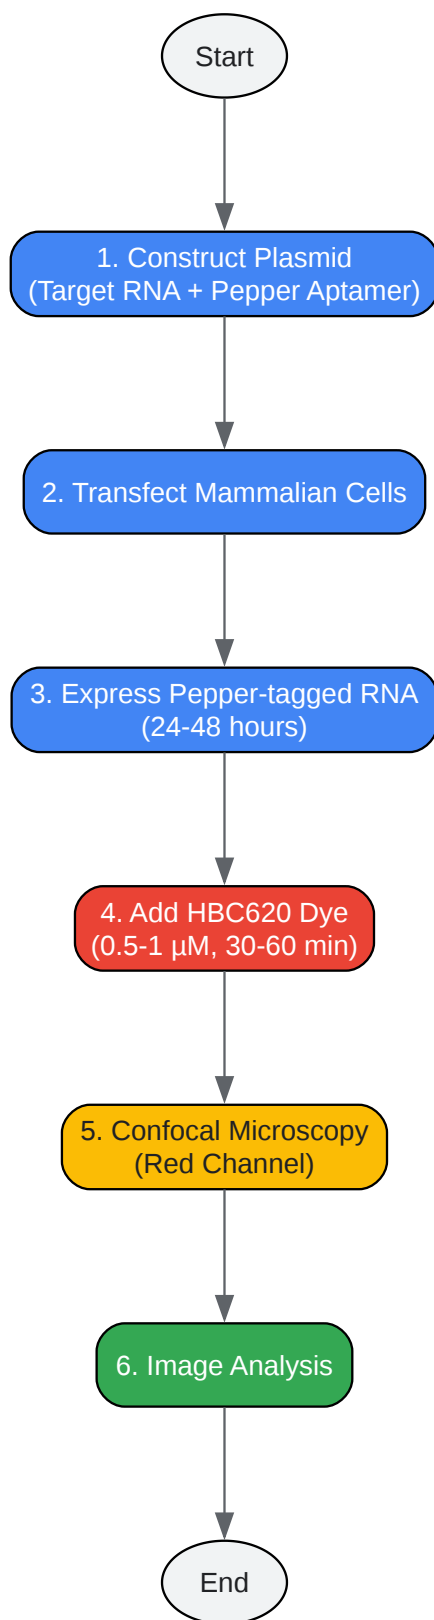 Start
1. Construct Plasmid
(Target RNA + Pepper Aptamer)
2. Transfect Mammalian Cells
3. Express Pepper-tagged RNA
(24-48 hours)
4. Add HBC620 Dye
(0.5-1 µM, 30-60 min)
5. Confocal Microscopy
(Red Channel)
6. Image Analysis
End